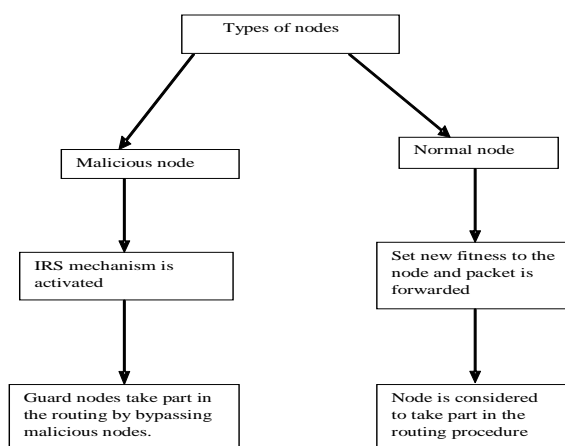 Types of nodes
Malicious node
Normal node
IRS mechanism is
activated
Set new fitness to the
node and packet is
forwarded
Guard nodes take part in
the routing by bypassing
malicious nodes.
Node is considered
to take part in the
routing procedure